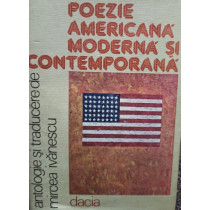 POEZIE
AMERICANĂ
MODERNĂ ȘI
CONTEMPORANĂ
antologie și traducere de
mircea ivănescu
dacia